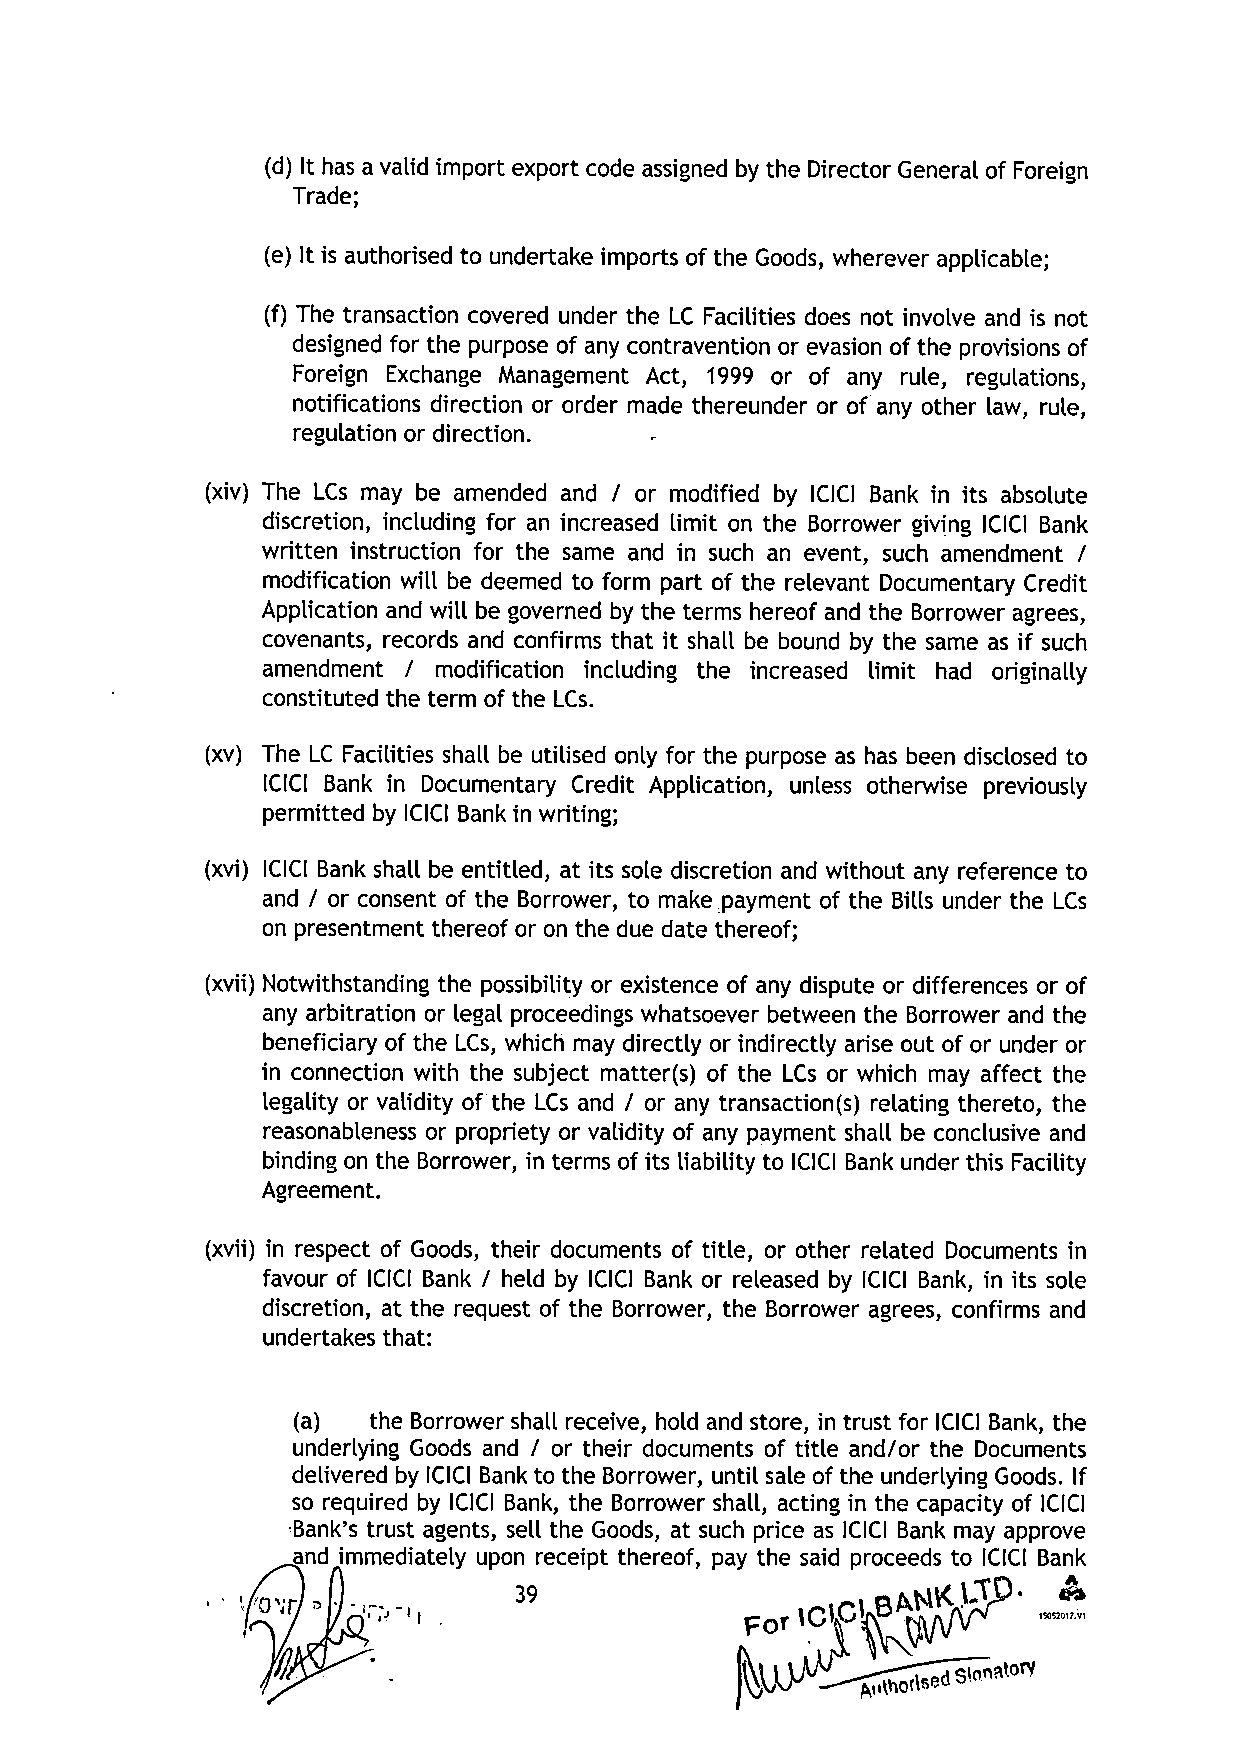 (d) It has a valid import export code assigned by the Director General of Foreign
Trade;
(e) It is authorised to undertake imports of the Goods, wherever applicable;
(f) The transaction covered under the LC Facilities does not involve and is not
designed for the purpose of any contravention or evasion of the provisions of
Foreign Exchange Management Act, 1999 or of any rule, regulations,
notifications direction or order made thereunder or of any other law, rule,
regulation or direction.
(xiv) The LCs may be amended and / or modified by ICICI Bank in its absolute
discretion, including for an increased limit on the Borrower giving ICICI Bank
written instruction for the same and in such an event, such amendment /
modification will be deemed to form part of the relevant Documentary Credit
Application and will be governed by the terms hereof and the Borrower agrees,
covenants, records and confirms that it shall be bound by the same as if such
amendment / modification including the increased limit had originally
constituted the term of the LCs.
(xv) The LC Facilities shall be utilised only for the purpose as has been disclosed to
ICICI Bank in Documentary Credit Application, unless otherwise previously
permitted by ICICI Bank in writing;
(xvi) ICICI Bank shall be entitled, at its sole discretion and without any reference to
and / or consent of the Borrower, to make payment of the Bills under the LCs
on presentment thereof or on the due date thereof;
(xvii) Notwithstanding the possibility or existence of any dispute or differences or of
any arbitration or legal proceedings whatsoever between the Borrower and the
beneficiary of the LCs, which may directly or indirectly arise out of or under or
in connection with the subject matter(s) of the LCs or which may affect the
legality or validity of the LCs and / or any transaction(s) relating thereto, the
reasonableness or propriety or validity of any payment shall be conclusive and
binding on the Borrower, in terms of its liability to ICICI Bank under this Facility
Agreement.
(xvii) in respect of Goods, their documents of title, or other related Documents in
favour of ICICI Bank / held by ICICI Bank or released by ICICI Bank, in its sole
discretion, at the request of the Borrower, the Borrower agrees, confirms and
undertakes that:
(a) the Borrower shall receive, hold and store, in trust for ICICI Bank, the
underlying Goods and / or their documents of title and/or the Documents
delivered by ICICI Bank to the Borrower, until sale of the underlying Goods. If
so required by ICICI Bank, the Borrower shall, acting in the capacity of ICICI
Bank's trust agents, sell the Goods, at such price as ICICI Bank may approve
and immediately upon receipt thereof, pay the said proceeds to ICICI Bank
39
For ICICI BANK LTD.
15052017.V1
Authorised Signatory